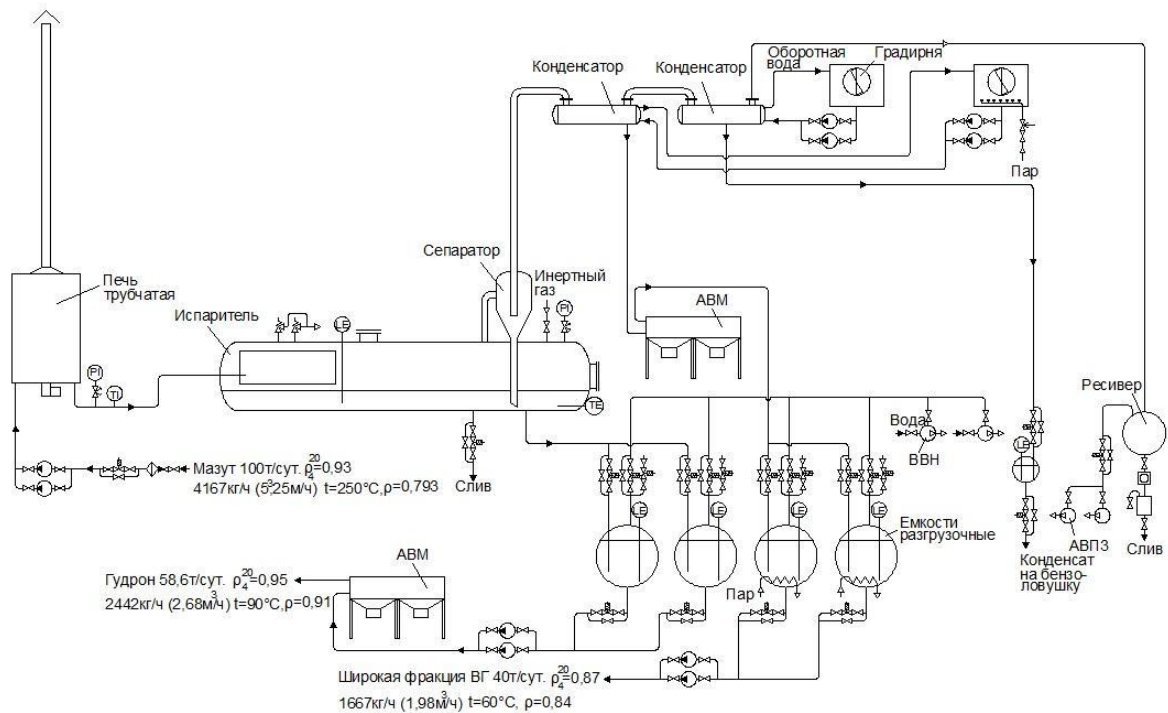 Оборотная
вода
Градирня
Конденсатор
Конденсатор
Пар
Сепаратор
Инертный
газ
Печь
трубчатая
АВМ
Испаритель
LE
PI
PI
TI
TE
Ресивер
Вода
ВВН
LE
Мазут 100т/сут. ρ²⁰₄=0,93
4167кг/ч (5,25м³/ч) t=250°C, ρ=0,793
Слив
LE
LE
LE
LE
Емкости
разгрузочные
АВПЗ
Слив
Конденсат
на бензо-
ловушку
АВМ
Гудрон 58,6т/сут. ρ²⁰₄=0,95
2442кг/ч (2,68м³/ч) t=90°C, ρ=0,91
Пар
Широкая фракция ВГ 40т/сут. ρ²⁰₄=0,87
1667кг/ч (1,98м³/ч) t=60°C, ρ=0,84